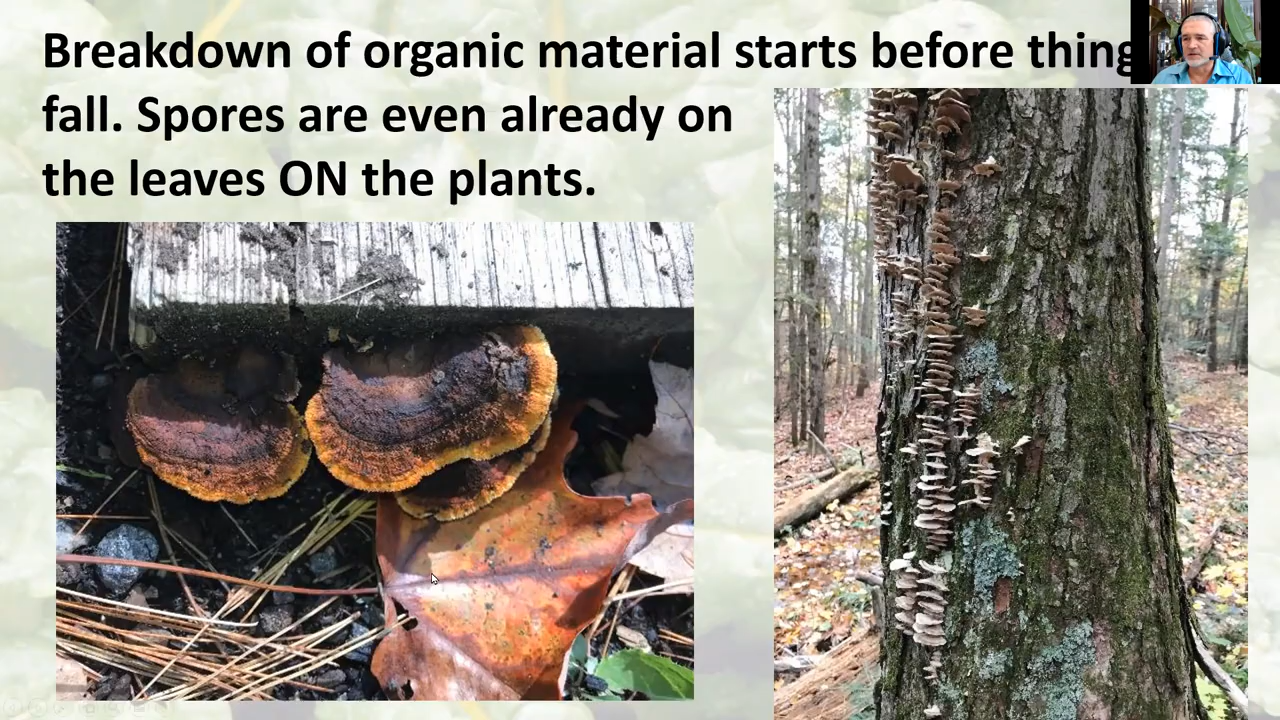 Breakdown of organic material starts before thing
fall. Spores are even already on
the leaves ON the plants.